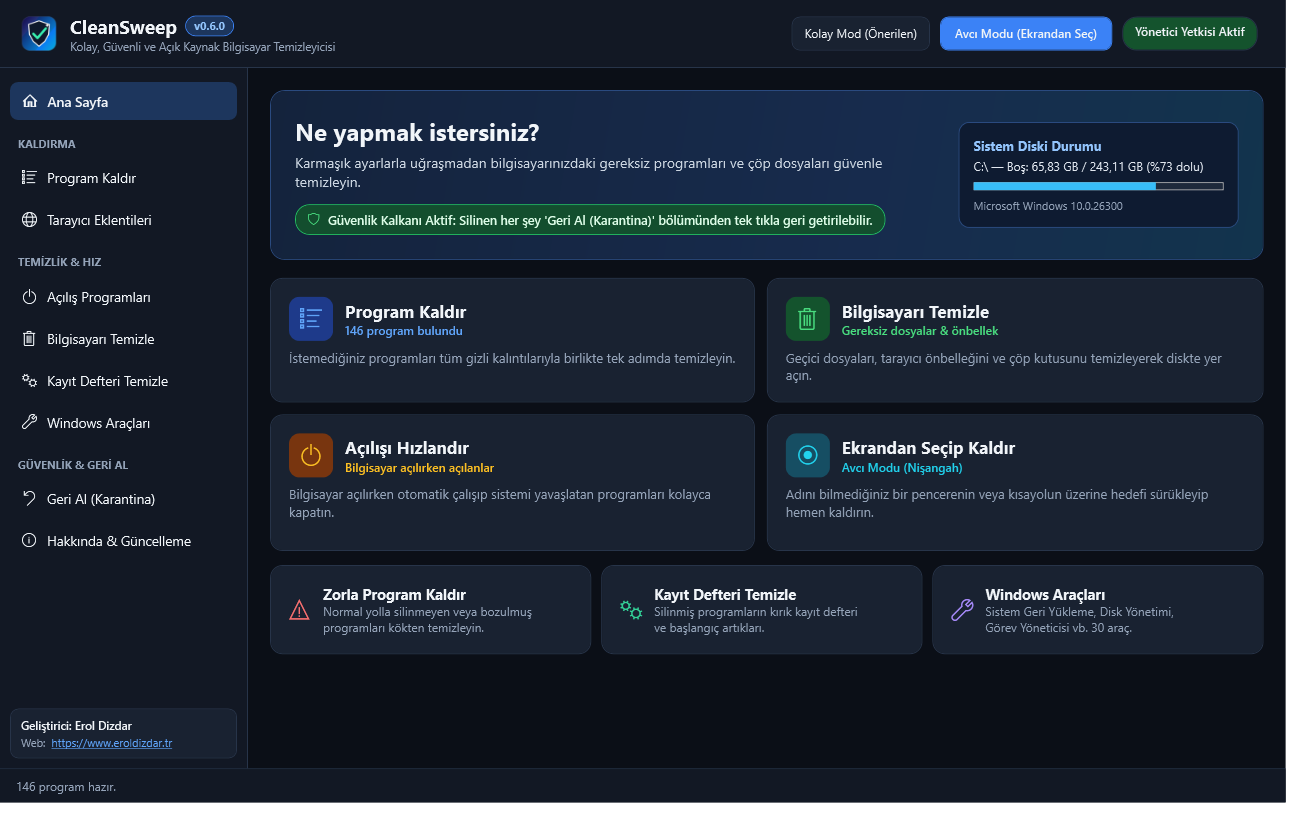 CleanSweep v0.6.0
Kolay, Güvenli ve Açık Kaynak Bilgisayar Temizleyicisi
Kolay Mod (Önerilen)
Avcı Modu (Ekrandan Seç)
Yönetici Yetkisi Aktif
Ana Sayfa
KALDIRMA
Program Kaldır
Tarayıcı Eklentileri
TEMİZLİK & HIZ
Açılış Programları
Bilgisayarı Temizle
Kayıt Defteri Temizle
Windows Araçları
GÜVENLİK & GERİ AL
Geri Al (Karantina)
Hakkında & Güncelleme
Geliştirici: Erol Dizdar
Web: https://www.eroldizdar.tr
Ne yapmak istersiniz?
Karmaşık ayarlarla uğraşmadan bilgisayarınızdaki gereksiz programları ve çöp dosyaları güvenle
temizleyin.
Güvenlik Kalkanı Aktif: Silinen her şey 'Geri Al (Karantina)' bölümünden tek tıkla geri getirilebilir.
Sistem Diski Durumu
C:\ — Boş: 65,83 GB / 243,11 GB (%73 dolu)
Microsoft Windows 10.0.26300
Program Kaldır
146 program bulundu
İstemediğiniz programları tüm gizli kalıntılarıyla birlikte tek adımda temizleyin.
Bilgisayarı Temizle
Gereksiz dosyalar & önbellek
Geçici dosyaları, tarayıcı önbelleğini ve çöp kutusunu temizleyerek diskte yer
açın.
Açılışı Hızlandır
Bilgisayar açılırken açılanlar
Bilgisayar açılırken otomatik çalışıp sistemi yavaşlatan programları kolayca
kapatın.
Ekrandan Seçip Kaldır
Avcı Modu (Nişangah)
Adını bilmediğiniz bir pencerenin veya kısayolun üzerine hedefi sürükleyip
hemen kaldırın.
Zorla Program Kaldır
Normal yolla silinmeyen veya bozulmuş
programları kökten temizleyin.
Kayıt Defteri Temizle
Silinmiş programların kırık kayıt defteri
ve başlangıç artıkları.
Windows Araçları
Sistem Geri Yükleme, Disk Yönetimi,
Görev Yöneticisi vb. 30 araç.
146 program hazır.